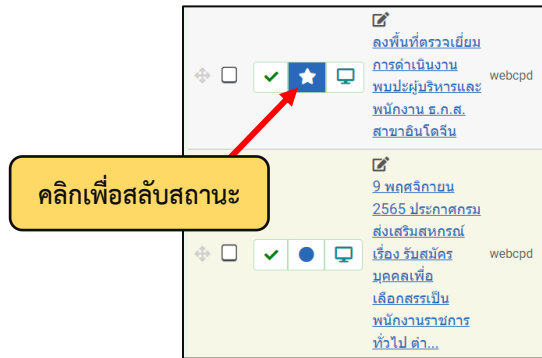 ลงพื้นที่ตรวจเยี่ยม
การดำเนินงาน
พบปะผู้บริหารและ
พนักงาน ธ.ก.ส.
สาขาอินโดจีน
webcpd
คลิกเพื่อสลับสถานะ
9 พฤศจิกายน
2565 ประกาศกรม
ส่งเสริมสหกรณ์
เรื่อง รับสมัคร
บุคคลเพื่อ
เลือกสรรเป็น
พนักงานราชการ
ทั่วไป ตำ...
webcpd